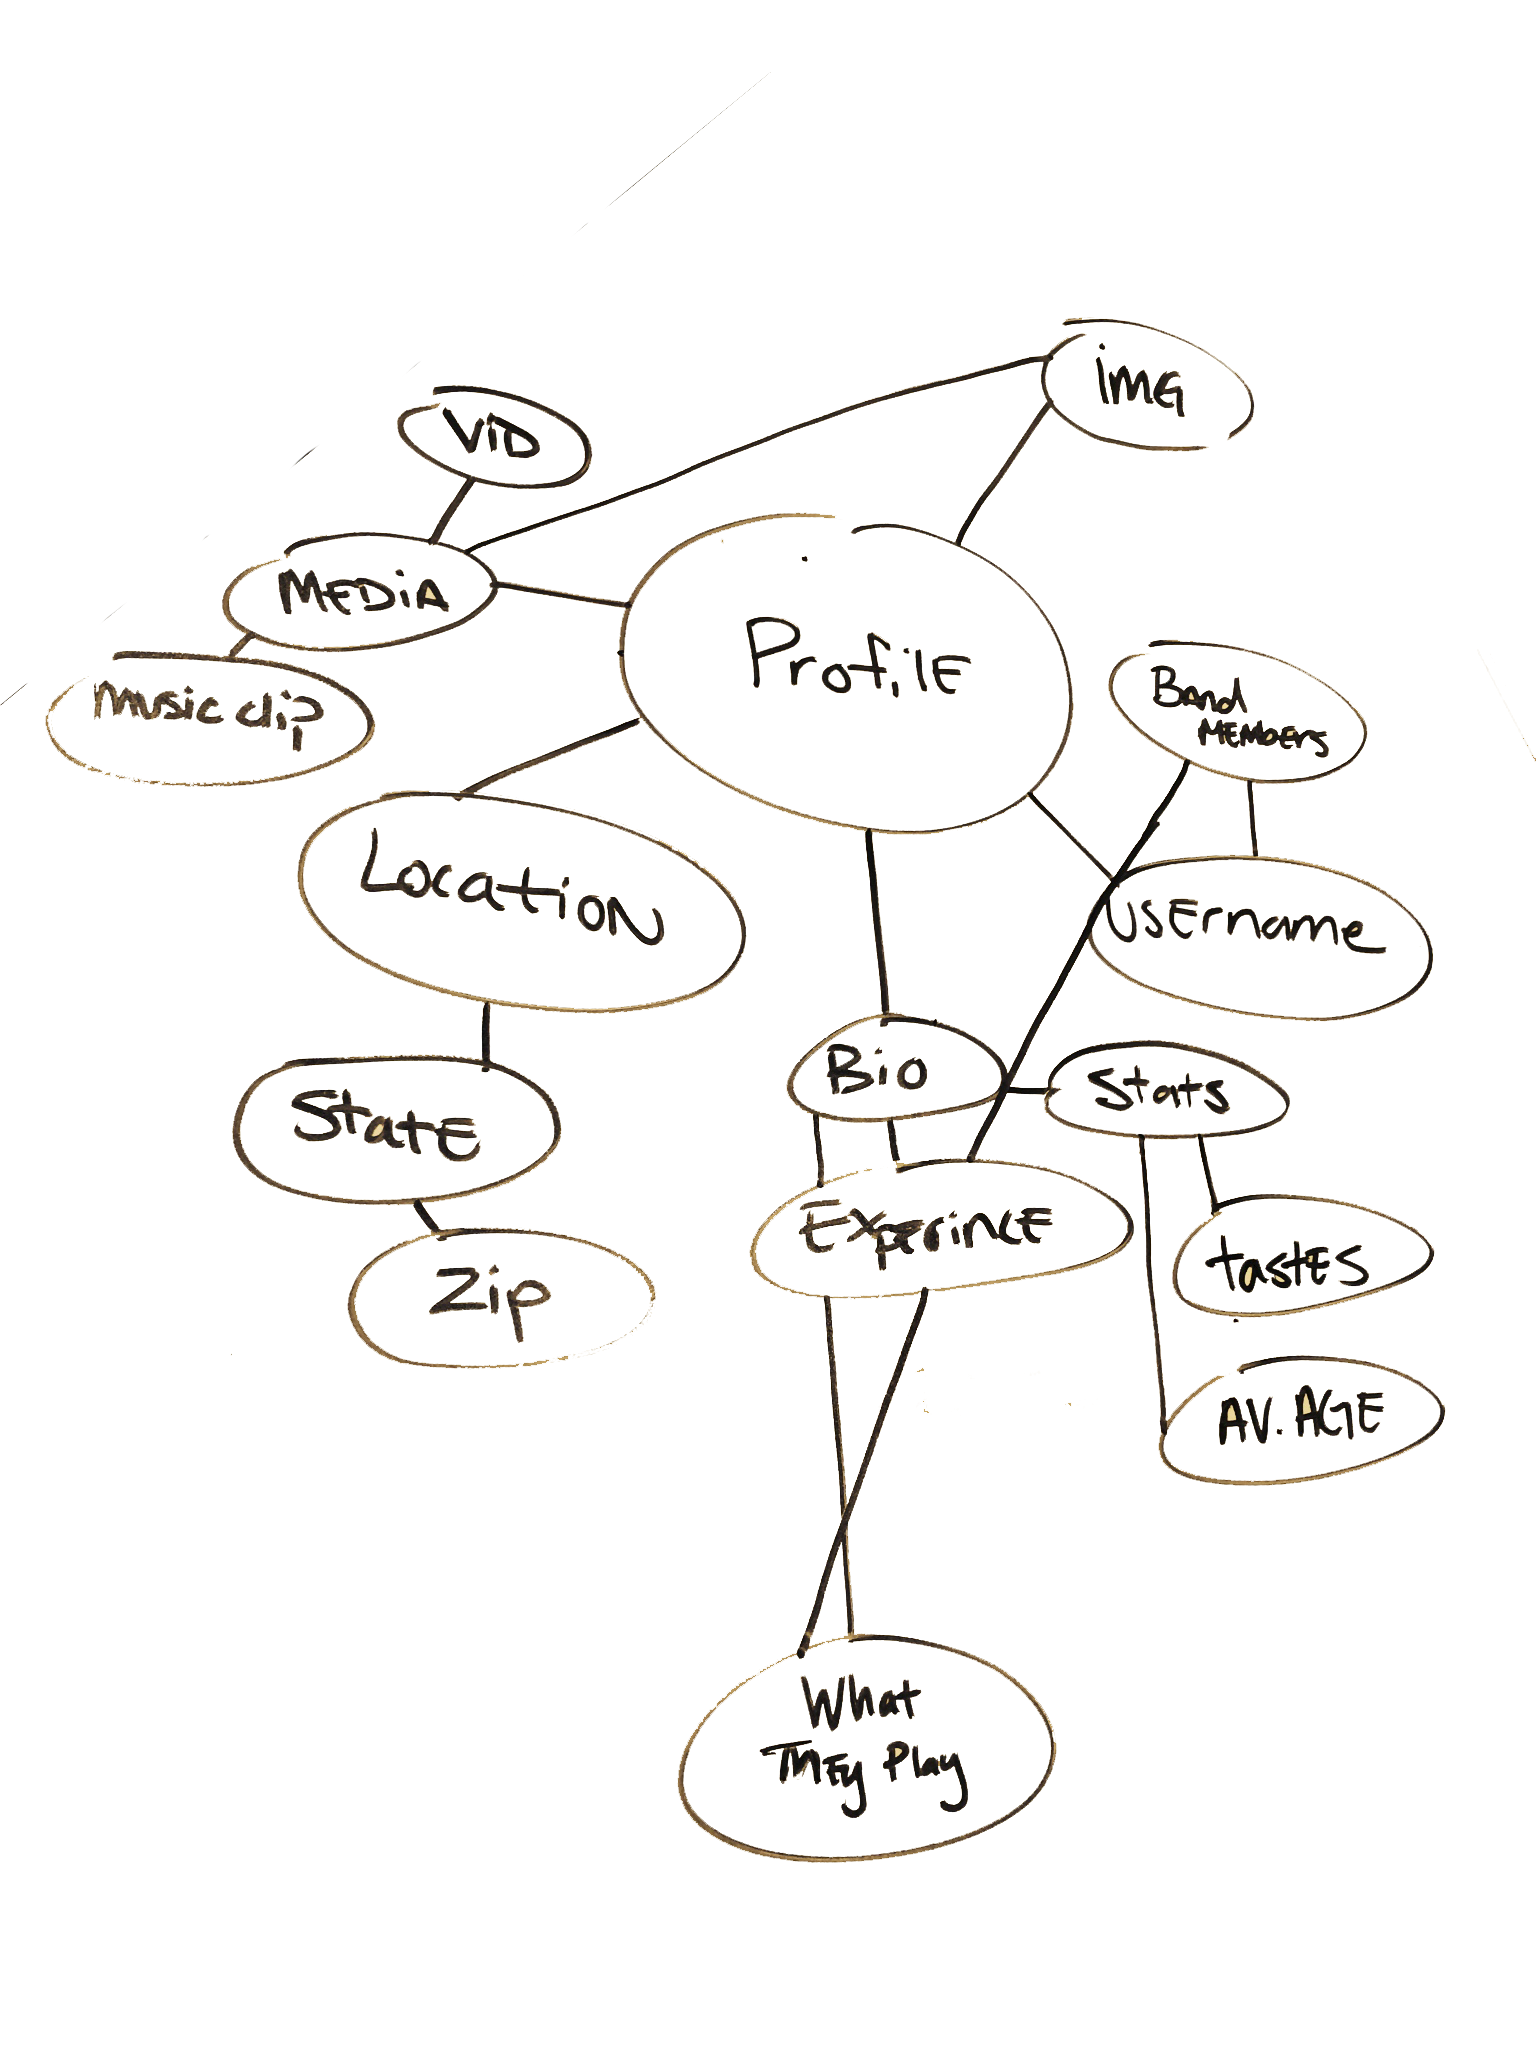 img
Vid
MEDiA
Profile
music clip
Band
MEMbErs
Location
USErname
Bio
Stats
StatE
ExperincE
tastEs
Zip
AV. AGE
What
ThEy Play